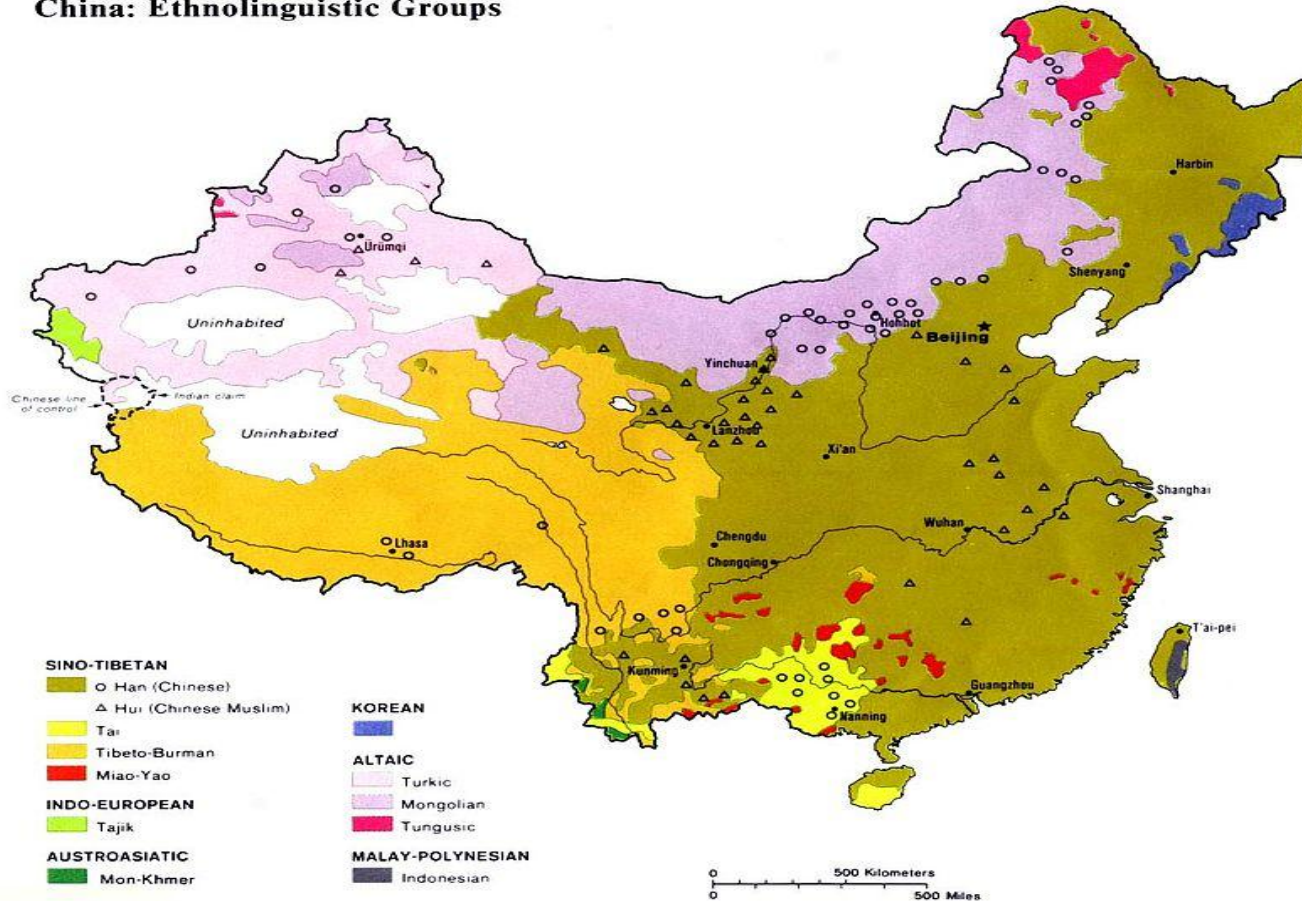 China: Ethnolinguistic Groups
Harbin
Ürümqi
Shenyang
Uninhabited
Hohhot
Beijing
Yinchuan
Chinese line
of control
Indian claim
Lanzhou
Uninhabited
Xi'an
Shanghai
Wuhan
Lhasa
Chengdu
Chongqing
T'ai-pei
Kunming
Guangzhou
Nanning
SINO-TIBETAN
Han (Chinese)
Hui (Chinese Muslim)
Tai
Tibeto-Burman
Miao-Yao
INDO-EUROPEAN
Tajik
AUSTROASIATIC
Mon-Khmer
KOREAN
ALTAIC
Turkic
Mongolian
Tungusic
MALAY-POLYNESIAN
Indonesian
0 500 Kilometers
0 500 Miles